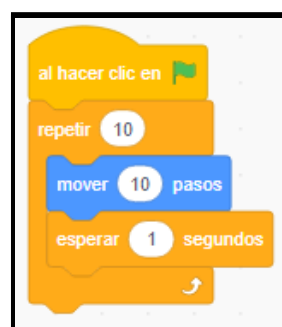 al hacer clic en
repetir 10
mover 10 pasos
esperar 1 segundos